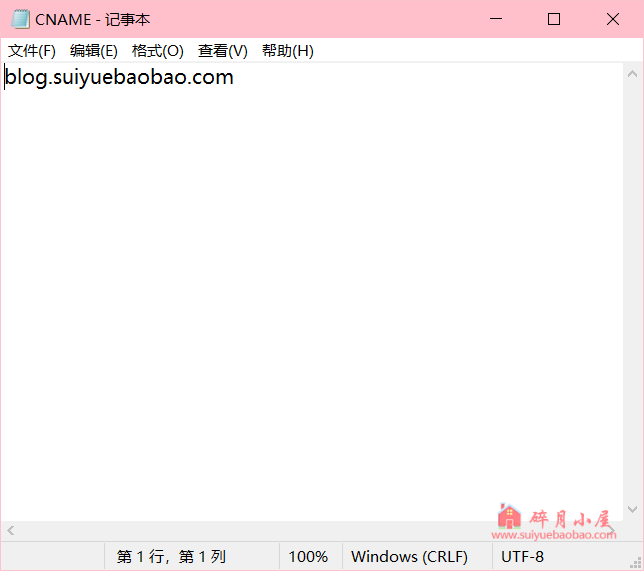 CNAME - 记事本
文件(F) 编辑(E) 格式(O) 查看(V) 帮助(H)
blog.suiyuebaobao.com
碎月小屋
www.suiyuebaobao.com
第 1 行，第 1 列 100% Windows (CRLF) UTF-8